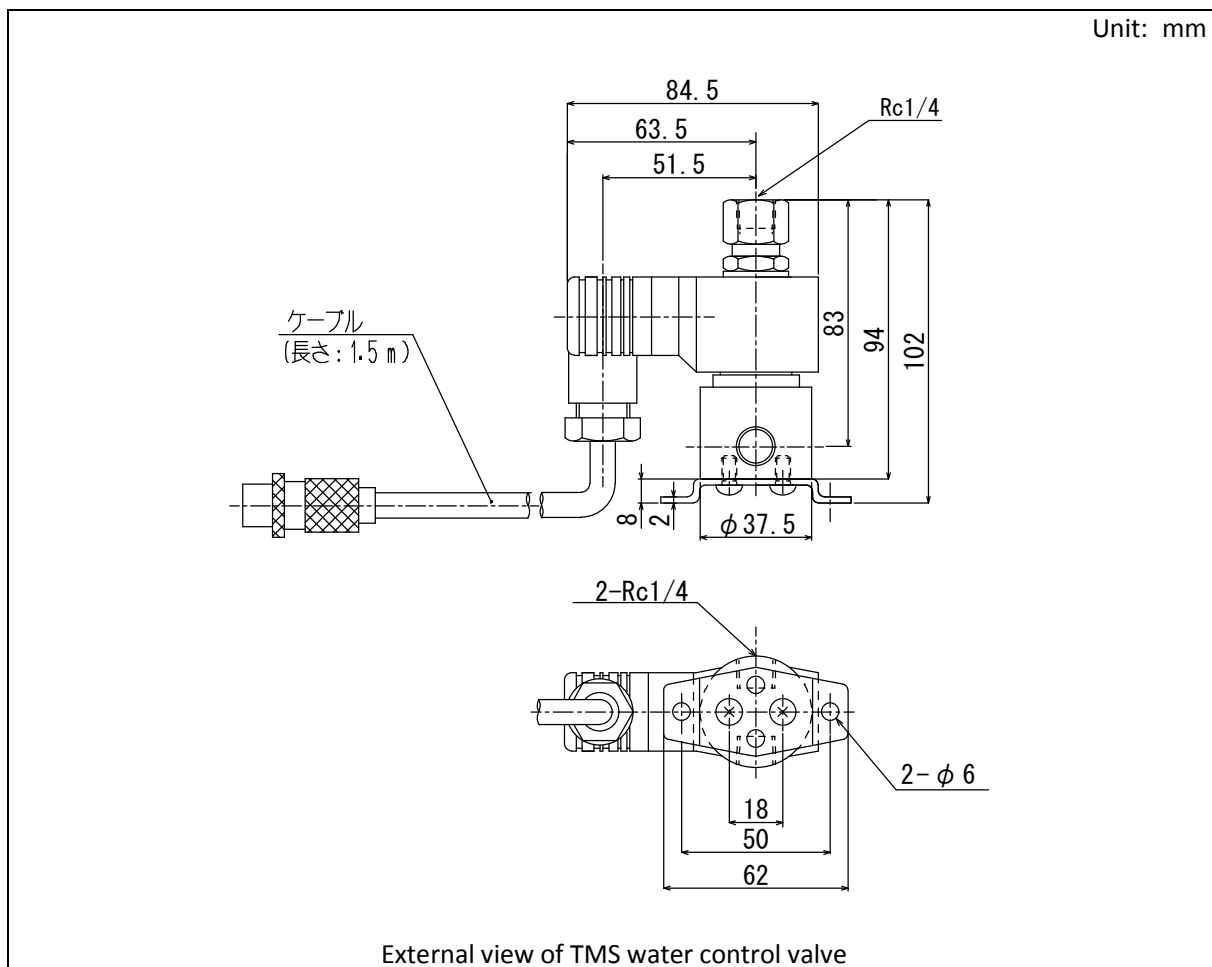 Unit: mm
84.5
Rc1/4
63.5
51.5
ケーブル
(長さ:1.5m)
83
94
102
8
2
φ37.5
2-Rc1/4
2-φ6
18
50
62
External view of TMS water control valve